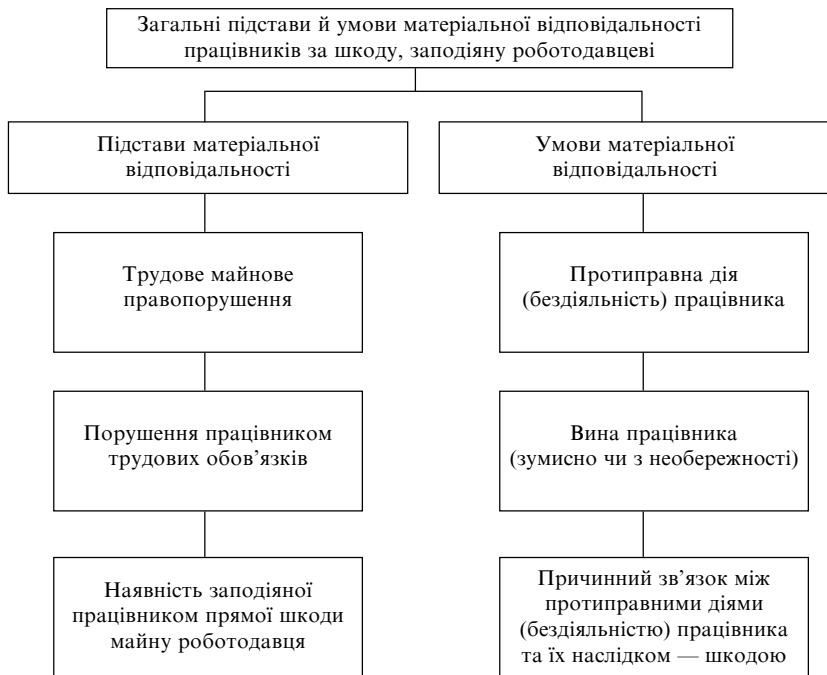 Загальні підстави й умови матеріальної відповідальності
працівників за шкоду, заподіяну роботодавцеві
Підстави матеріальної
відповідальності
Умови матеріальної
відповідальності
Трудове майнове
правопорушення
Протиправна дія
(бездіяльність) працівника
Порушення працівником
трудових обов’язків
Вина працівника
(зумисно чи з необережності)
Наявність заподіяної
працівником прямої шкоди
майну роботодавця
Причинний зв'язок між
протиправними діями
(бездіяльністю) працівника
та їх наслідком — шкодою